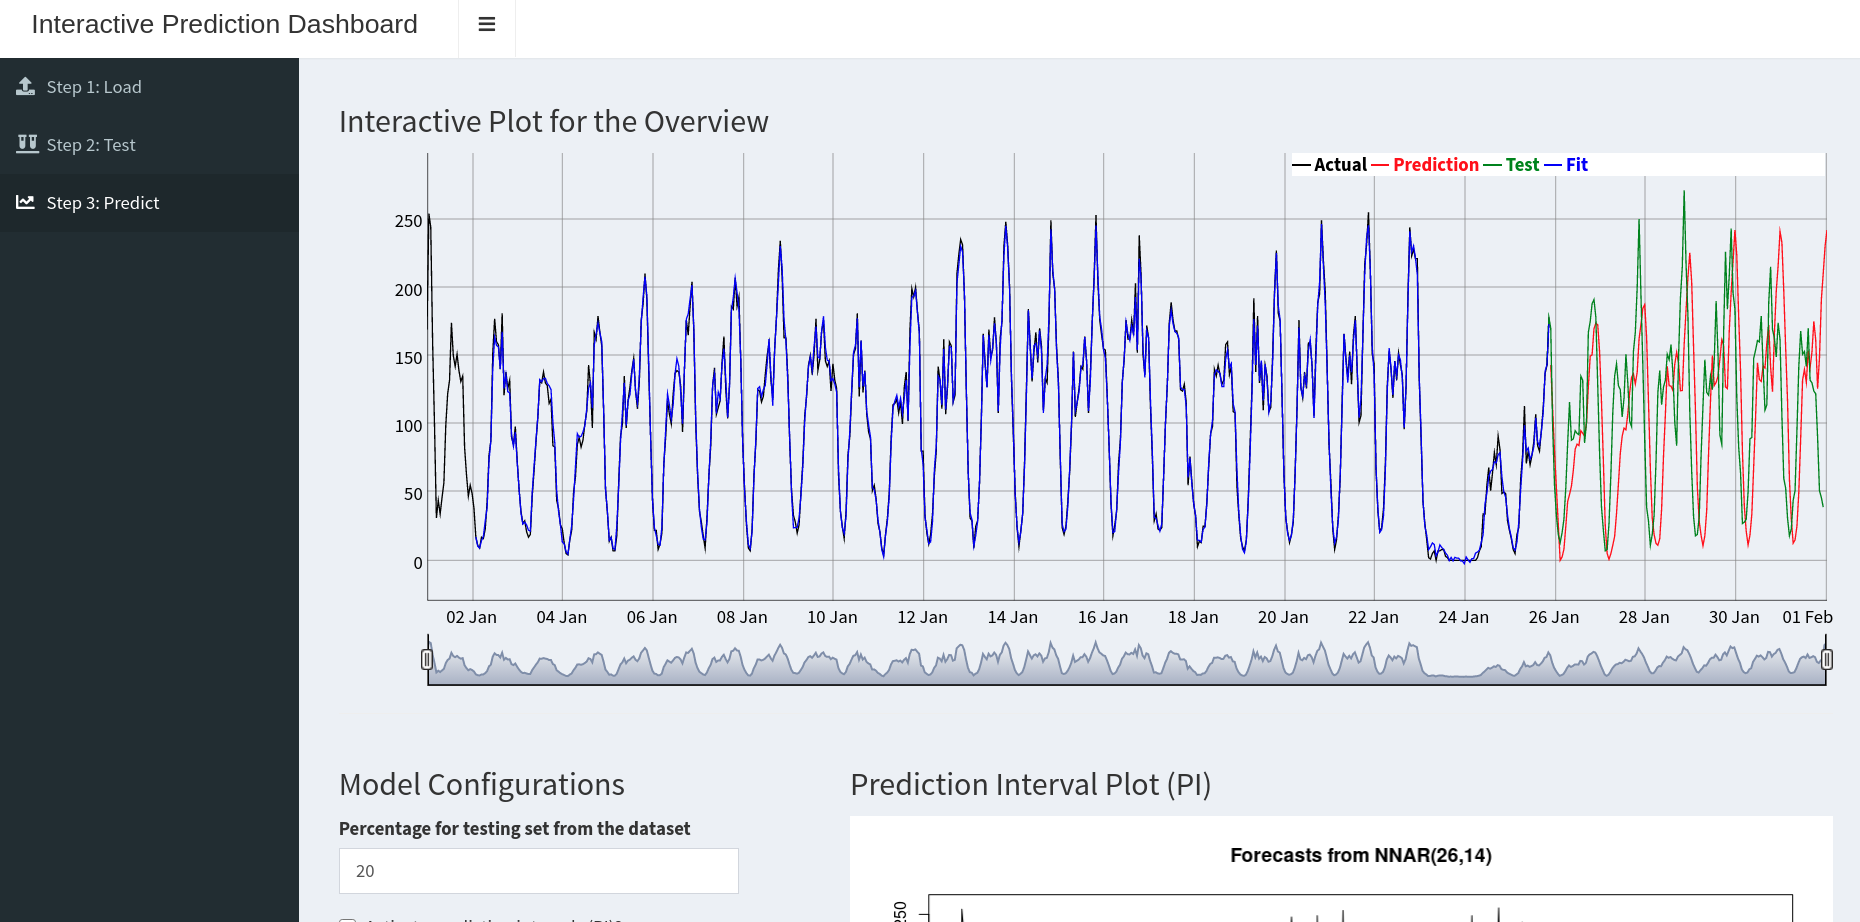 Interactive Prediction Dashboard
Step 1: Load
Step 2: Test
Step 3: Predict
Interactive Plot for the Overview
Actual Prediction Test Fit
250
200
150
100
50
0
02 Jan 04 Jan 06 Jan 08 Jan 10 Jan 12 Jan 14 Jan 16 Jan 18 Jan 20 Jan 22 Jan 24 Jan 26 Jan 28 Jan 30 Jan 01 Feb
Model Configurations
Percentage for testing set from the dataset
20
Prediction Interval Plot (PI)
Forecasts from NNAR(26,14)
250